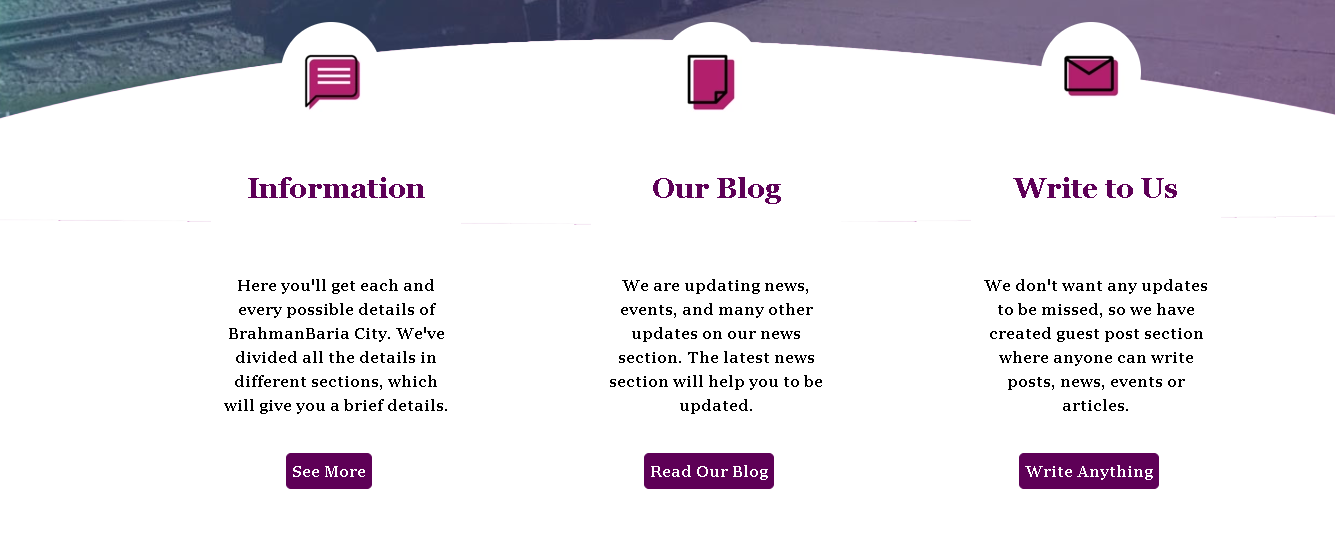 Information
Here you'll get each and
every possible details of
BrahmanBaria City. We've
divided all the details in
different sections, which
will give you a brief details.
See More
Our Blog
We are updating news,
events, and many other
updates on our news
section. The latest news
section will help you to be
updated.
Read Our Blog
Write to Us
We don't want any updates
to be missed, so we have
created guest post section
where anyone can write
posts, news, events or
articles.
Write Anything